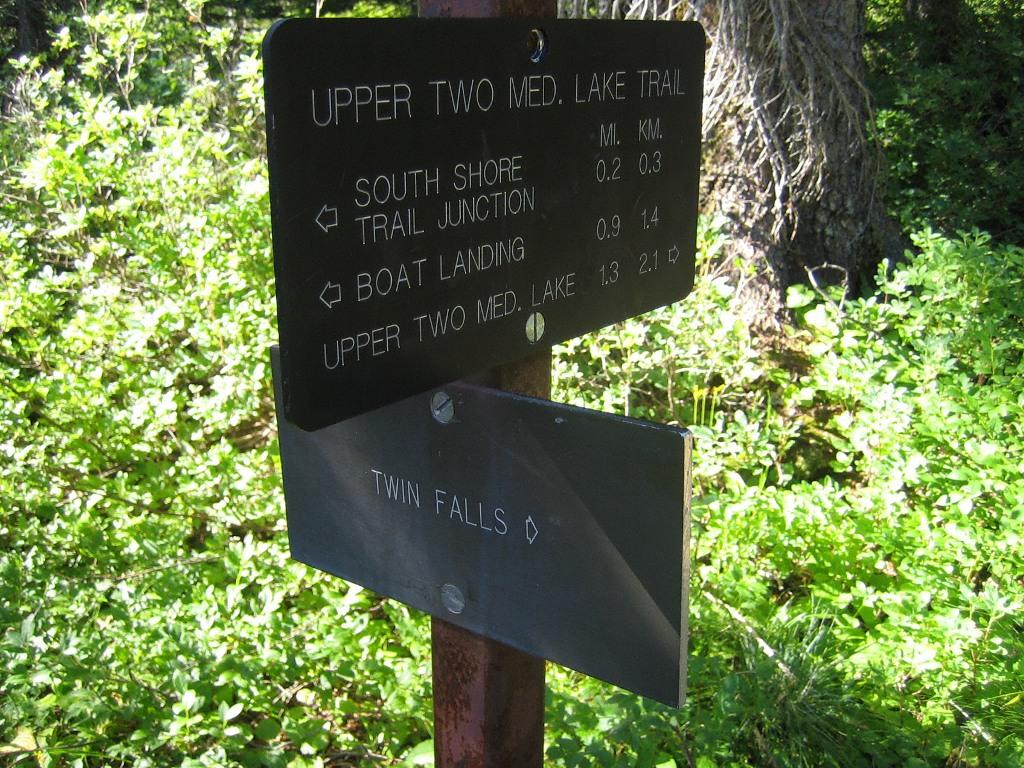 UPPER TWO MED. LAKE TRAIL
MI. KM.
SOUTH SHORE 0.2 0.3
TRAIL JUNCTION
BOAT LANDING 0.9 1.4
UPPER TWO MED. LAKE 1.3 2.1
TWIN FALLS